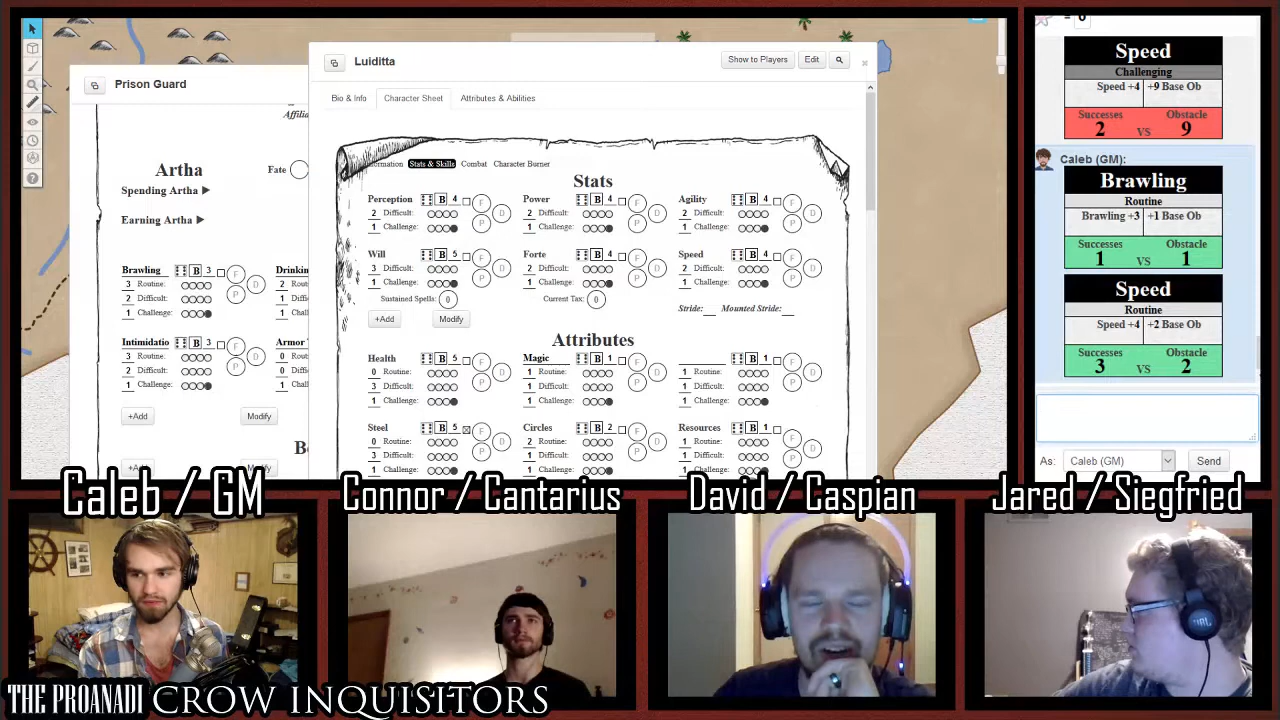 Luiditta
Show to Players
Edit
Prison Guard
Bio & Info
Character Sheet
Attributes & Abilities
Artha
Fate
Spending Artha
Earning Artha
Brawling B 3
3 Routine:
2 Difficult:
1 Challenge:
Intimidatio B 3
3 Routine:
2 Difficult:
1 Challenge:
+Add
Modify
Stats & Skills
Combat
Character Burner
Stats
Perception B 4 F D P
2 Difficult:
1 Challenge:
Power B 4 F D P
2 Difficult:
1 Challenge:
Agility B 4 F D P
2 Difficult:
1 Challenge:
Will B 5 F D P
3 Difficult:
1 Challenge:
Forte B 4 F D P
2 Difficult:
1 Challenge:
Speed B 4 F D P
2 Difficult:
1 Challenge:
Sustained Spells: 0
Current Tax: 0
Stride: Mounted Stride:
+Add
Modify
Attributes
Health B 5 F D P
0 Routine:
3 Difficult:
1 Challenge:
Magic B 1 F D P
1 Routine:
1 Difficult:
1 Challenge:
B 1 F D P
1 Routine:
1 Difficult:
1 Challenge:
Steel B 5 F D P
0 Routine:
3 Difficult:
1 Challenge:
Circles B 2 F D P
2 Routine:
1 Difficult:
1 Challenge:
Resources B 1 F D P
1 Routine:
1 Difficult:
1 Challenge:
Speed
Challenging
Speed +4 +9 Base Ob
Successes Obstacle
2 VS 9
Caleb (GM):
Brawling
Routine
Brawling +3 +1 Base Ob
Successes Obstacle
1 VS 1
Speed
Routine
Speed +4 +2 Base Ob
Successes Obstacle
3 VS 2
As: Caleb (GM) Send
Caleb / GM
Connor / Cantarius
David / Caspian
Jared / Siegfried
JBL
THE PROANADI CROW INQUISITORS